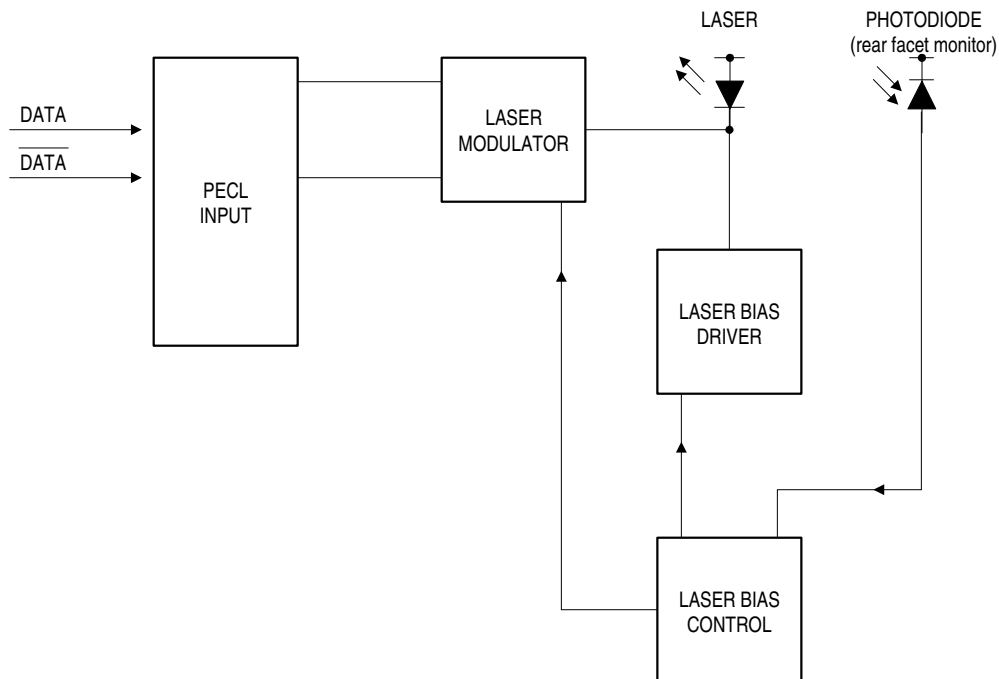 LASER
PHOTODIODE
(rear facet monitor)
DATA
DATA
PECL
INPUT
LASER
MODULATOR
LASER BIAS
DRIVER
LASER BIAS
CONTROL